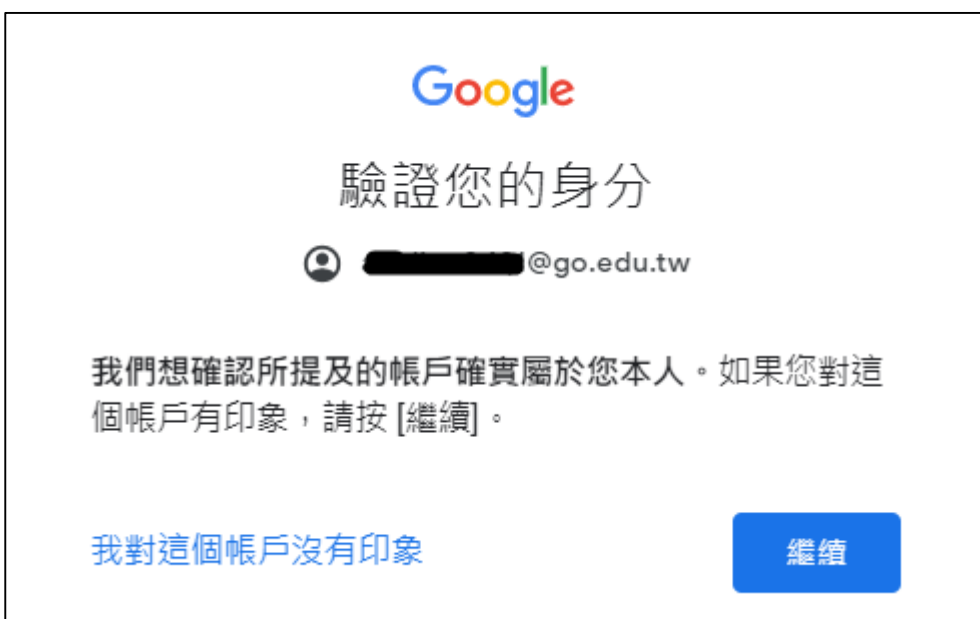 Google
驗證您的身分
@go.edu.tw
我們想確認所提及的帳戶確實屬於您本人。如果您對這
個帳戶有印象，請按 [繼續]。
我對這個帳戶沒有印象
繼續